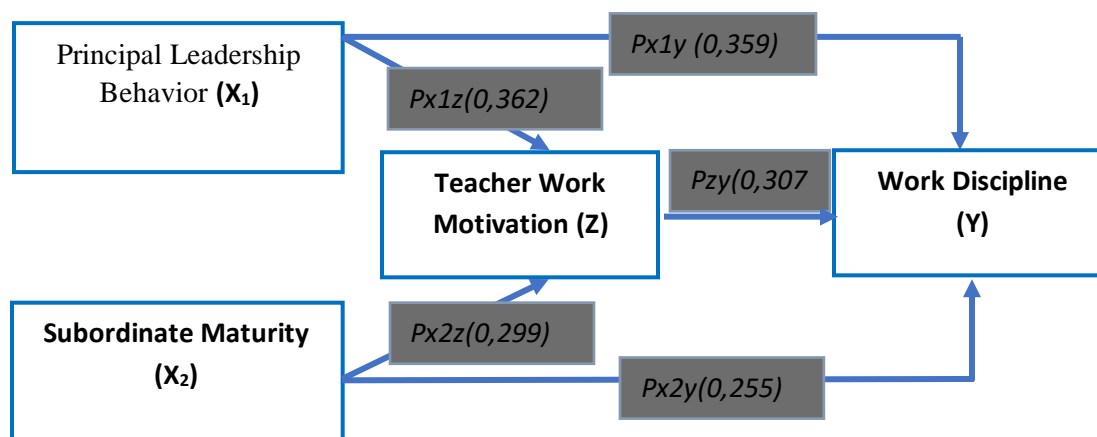 Principal Leadership
Behavior (X₁)
Px1y (0,359)
Px1z(0,362)
Teacher Work
Motivation (Z)
Pzy(0,307
Work Discipline
(Y)
Subordinate Maturity
(X₂)
Px2z(0,299)
Px2y(0,255)